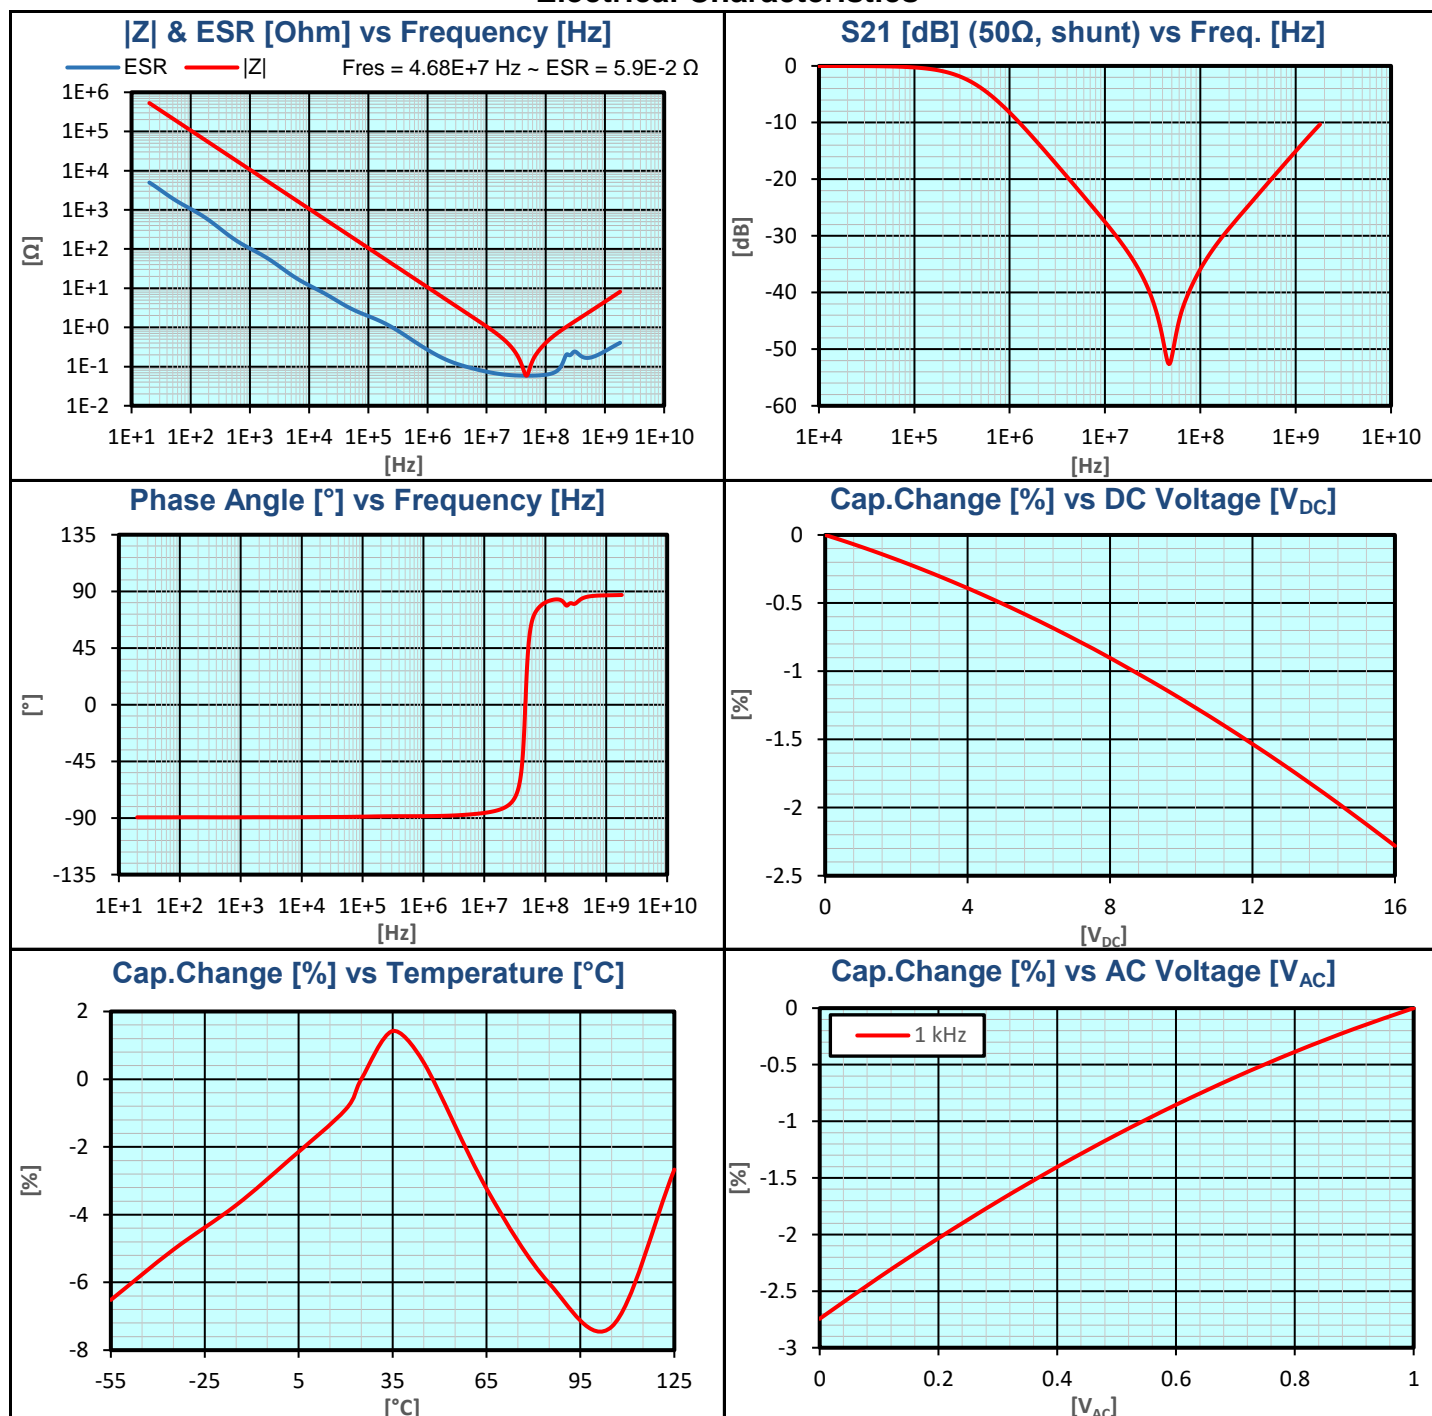 Electrical Characteristics
|Z| & ESR [Ohm] vs Frequency [Hz]
ESR |Z| Fres = 4.68E+7 Hz ~ ESR = 5.9E-2 Ω
1E+6
1E+5
1E+4
1E+3
1E+2
1E+1
1E+0
1E-1
1E-2
[Ω]
1E+1 1E+2 1E+3 1E+4 1E+5 1E+6 1E+7 1E+8 1E+9 1E+10
[Hz]
S21 [dB] (50Ω, shunt) vs Freq. [Hz]
0
-10
-20
-30
-40
-50
-60
[dB]
1E+4 1E+5 1E+6 1E+7 1E+8 1E+9 1E+10
[Hz]
Phase Angle [°] vs Frequency [Hz]
135
90
45
0
-45
-90
-135
[°]
1E+1 1E+2 1E+3 1E+4 1E+5 1E+6 1E+7 1E+8 1E+9 1E+10
[Hz]
Cap.Change [%] vs DC Voltage [VDC]
0
-0.5
-1
-1.5
-2
-2.5
[%]
0 4 8 12 16
[VDC]
Cap.Change [%] vs Temperature [°C]
2
0
-2
-4
-6
-8
[%]
-55 -25 5 35 65 95 125
[°C]
Cap.Change [%] vs AC Voltage [VAC]
1 kHz
0
-0.5
-1
-1.5
-2
-2.5
-3
[%]
0 0.2 0.4 0.6 0.8 1
[VAC]